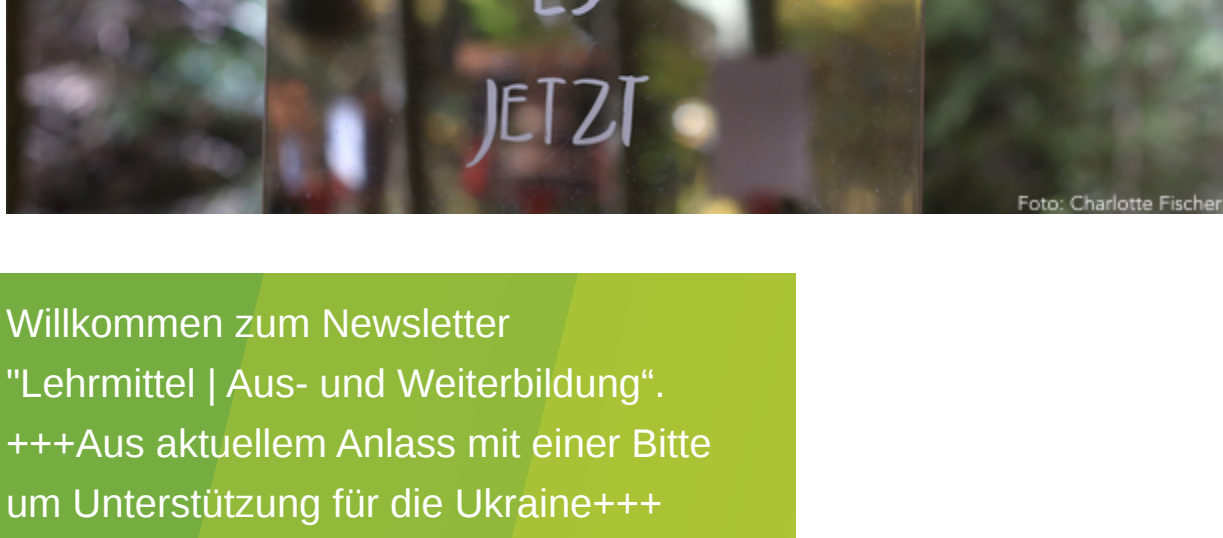 JETZT
Foto: Charlotte Fischer
Willkommen zum Newsletter
"Lehrmittel | Aus- und Weiterbildung“.
+++Aus aktuellem Anlass mit einer Bitte
um Unterstützung für die Ukraine+++